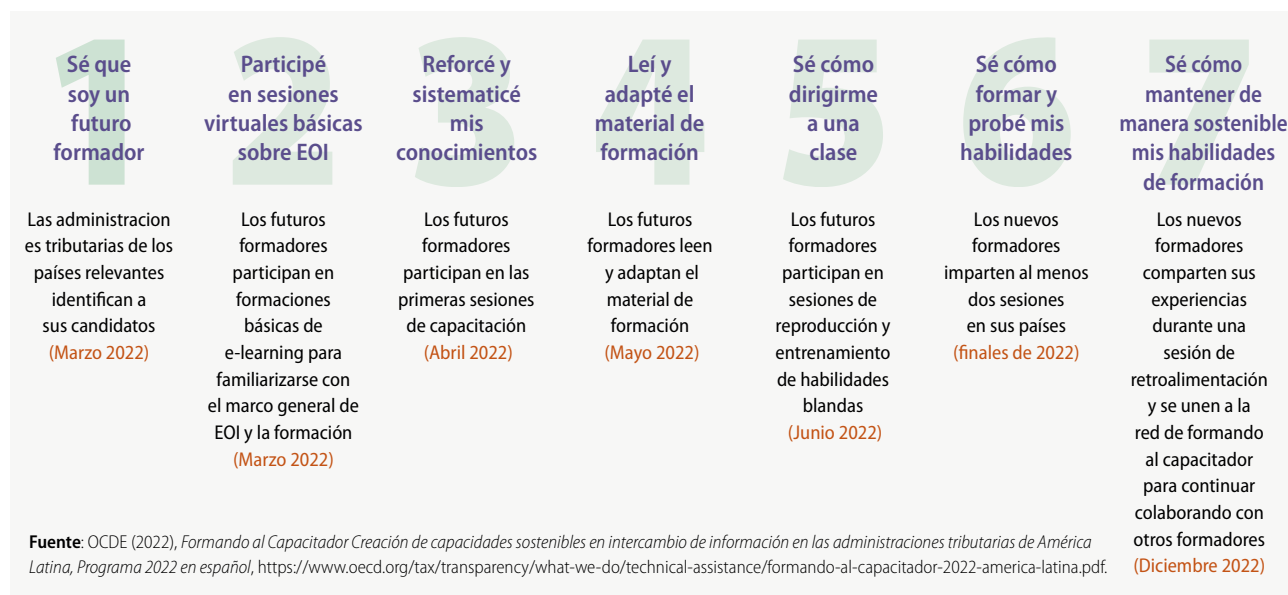 1
Sé que
soy un
futuro
formador
Las administracion
es tributarias de los
países relevantes
identifican a
sus candidatos
(Marzo 2022)
2
Participé
en sesiones
virtuales básicas
sobre EOI
Los futuros
formadores
participan en
formaciones
básicas de
e-learning para
familiarizarse con
el marco general de
EOI y la formación
(Marzo 2022)
3
Reforcé y
sistematicé
mis
conocimientos
Los futuros
formadores
participan en las
primeras sesiones
de capacitación
(Abril 2022)
4
Leí y
adapté el
material de
formación
Los futuros
formadores leen
y adaptan el
material de
formación
(Mayo 2022)
5
Sé cómo
dirigirme
a una
clase
Los futuros
formadores
participan en
sesiones de
reproducción y
entrenamiento
de habilidades
blandas
(Junio 2022)
6
Sé cómo
formar y
probé mis
habilidades
Los nuevos
formadores
imparten al menos
dos sesiones
en sus países
(finales de 2022)
7
Sé cómo
mantener de
manera sostenible
mis habilidades
de formación
Los nuevos
formadores
comparten sus
experiencias
durante una
sesión de
retroalimentación
y se unen a la
red de formando
al capacitador
para continuar
colaborando con
otros formadores
(Diciembre 2022)
Fuente: OCDE (2022), Formando al Capacitador Creación de capacidades sostenibles en intercambio de información en las administraciones tributarias de América
Latina, Programa 2022 en español, https://www.oecd.org/tax/transparency/what-we-do/technical-assistance/formando-al-capacitador-2022-america-latina.pdf.